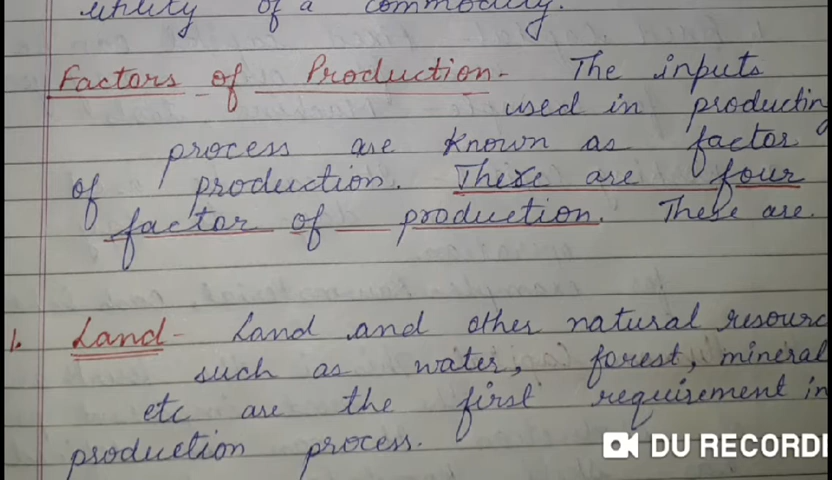 utility of a commodity.
Factors of Production- The inputs
used in productin
process are known as factor
of production. There are four
factor of production. These are.
1. Land- Land and other natural resourc
such as water, forest, mineral
etc are the first requirement in
production process.
DU RECORDI